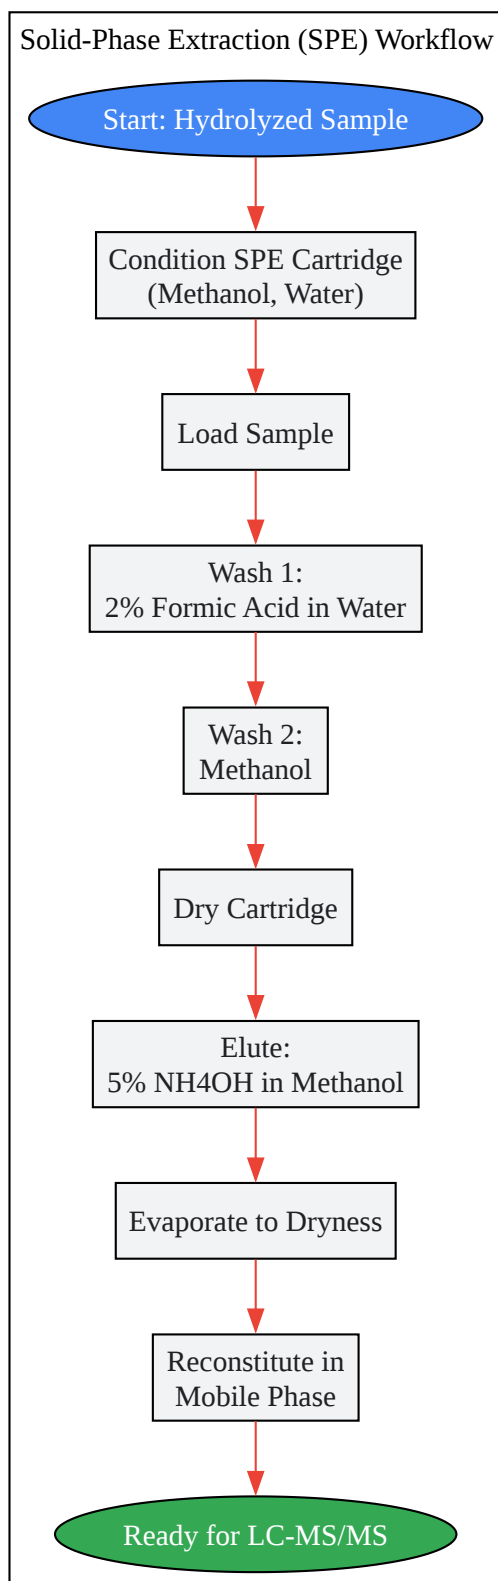 Solid-Phase Extraction (SPE) Workflow
Start: Hydrolyzed Sample
Condition SPE Cartridge
(Methanol, Water)
Load Sample
Wash 1:
2% Formic Acid in Water
Wash 2:
Methanol
Dry Cartridge
Elute:
5% NH4OH in Methanol
Evaporate to Dryness
Reconstitute in
Mobile Phase
Ready for LC-MS/MS